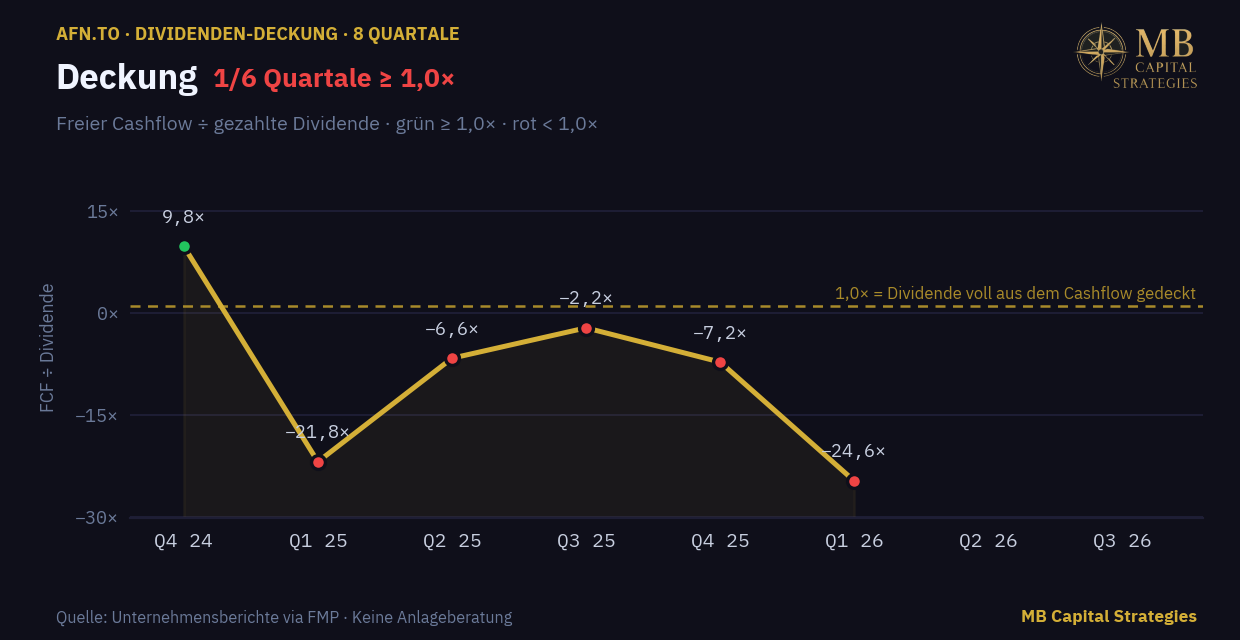 AFN.TO · DIVIDENDEN-DECKUNG · 8 QUARTALE
Deckung 1/6 Quartale ≥ 1,0×
Freier Cashflow ÷ gezahlte Dividende · grün ≥ 1,0× · rot < 1,0×
MB
CAPITAL
STRATEGIES
FCF ÷ Dividende
15×
0×
−15×
−30×
9,8×
−21,8×
−6,6×
−2,2×
−7,2×
−24,6×
1,0× = Dividende voll aus dem Cashflow gedeckt
Q4 24 Q1 25 Q2 25 Q3 25 Q4 25 Q1 26 Q2 26 Q3 26
Quelle: Unternehmensberichte via FMP · Keine Anlageberatung
MB Capital Strategies